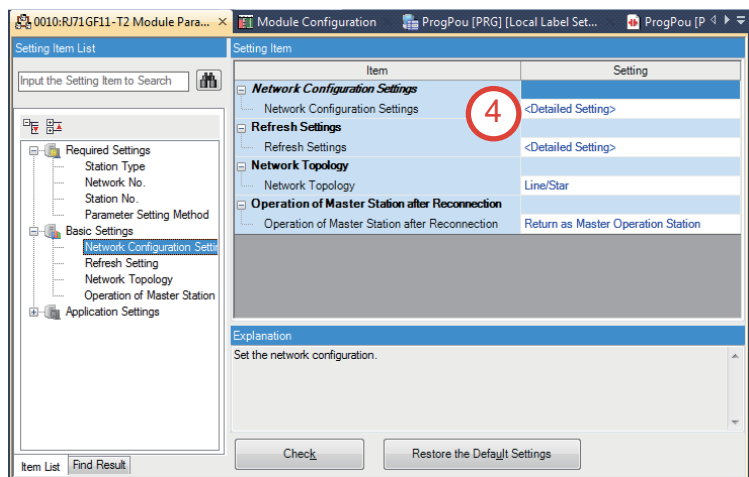 0010:RJ71GF11-T2 Module Para...
Module Configuration
ProgPou [PRG] [Local Label Set...
ProgPou [P
Setting Item List
Input the Setting Item to Search
Required Settings
Station Type
Network No.
Station No.
Parameter Setting Method
Basic Settings
Network Configuration Settin
Refresh Setting
Network Topology
Operation of Master Station
Application Settings
Item List
Find Result
Setting Item
Item
Setting
Network Configuration Settings
Network Configuration Settings
4
<Detailed Setting>
Refresh Settings
Refresh Settings
<Detailed Setting>
Network Topology
Network Topology
Line/Star
Operation of Master Station after Reconnection
Operation of Master Station after Reconnection
Return as Master Operation Station
Explanation
Set the network configuration.
Check
Restore the Default Settings